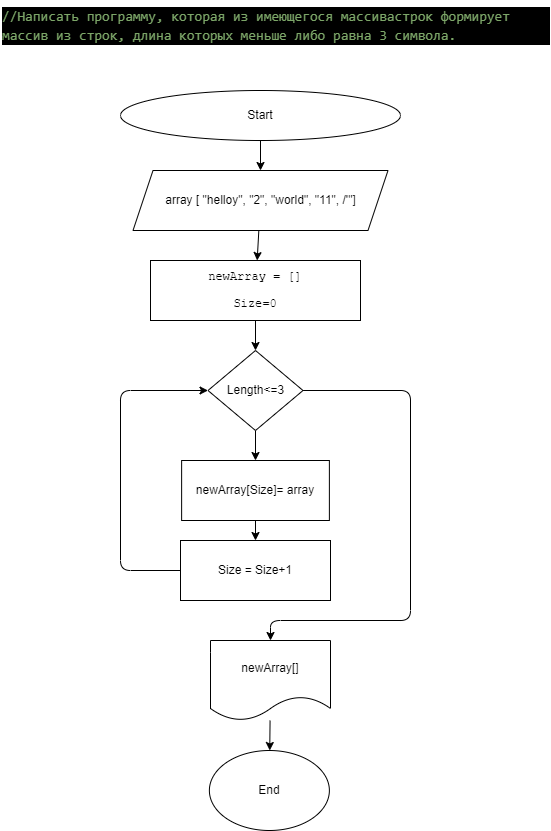 //Написать программу, которая из имеющегося массивастрок формирует
массив из строк, длина которых меньше либо равна 3 символа.
Start
array [ "helloy", "2", "world", "11", /'"]
newArray = []
Size=0
Length<=3
newArray[Size]= array
Size = Size+1
newArray[]
End